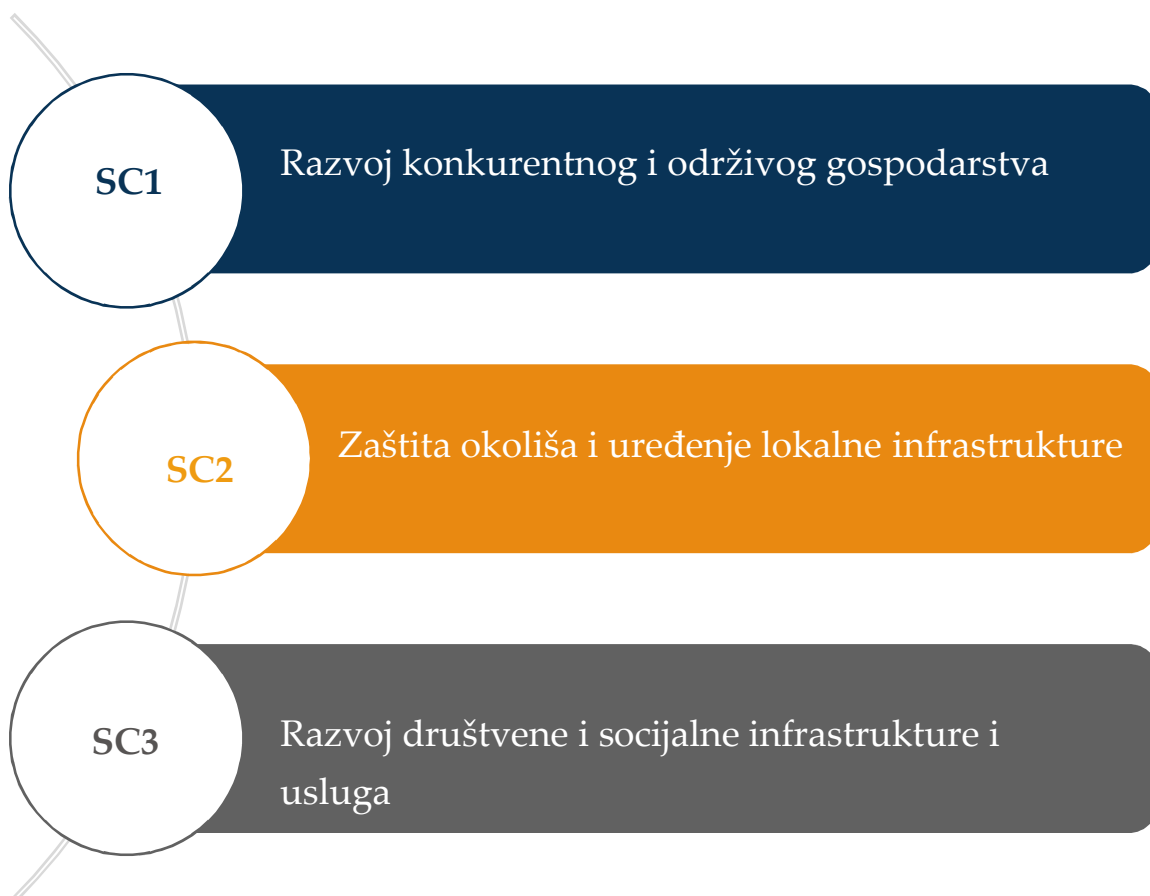 SC1
Razvoj konkurentnog i održivog gospodarstva
SC2
Zaštita okoliša i uređenje lokalne infrastrukture
SC3
Razvoj društvene i socijalne infrastrukture i
usluga